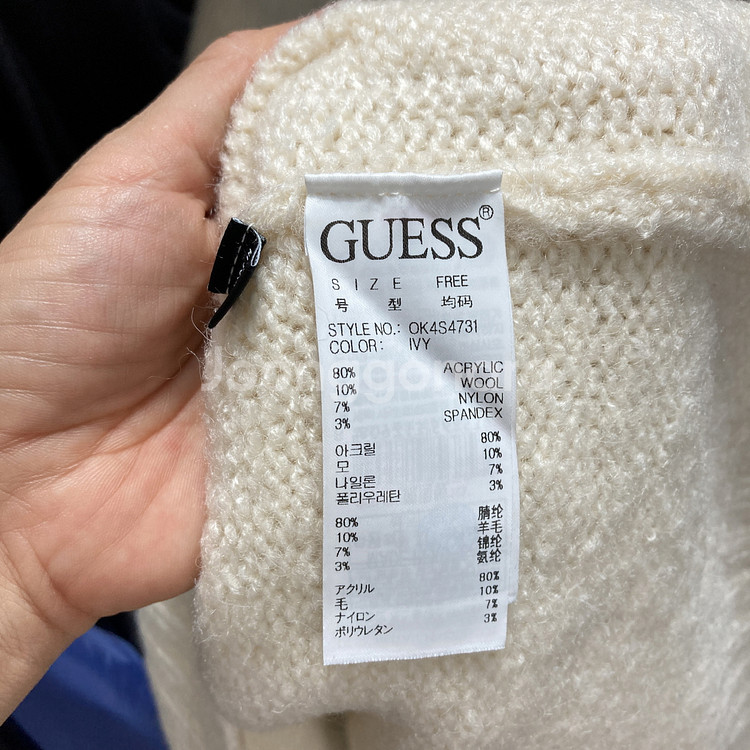 GUESS®
SIZE FREE
号 型 均码
STYLE NO.: OK4S4731
COLOR: IVY
80% ACRYLIC
10% WOOL
7% NYLON
3% SPANDEX
아크릴 80%
모 10%
나일론 7%
폴리우레탄 3%
80% 腈纶
10% 羊毛
7% 锦纶
3% 氨纶
アクリル 80%
毛 10%
ナイロン 7%
ポリウレタン 3%